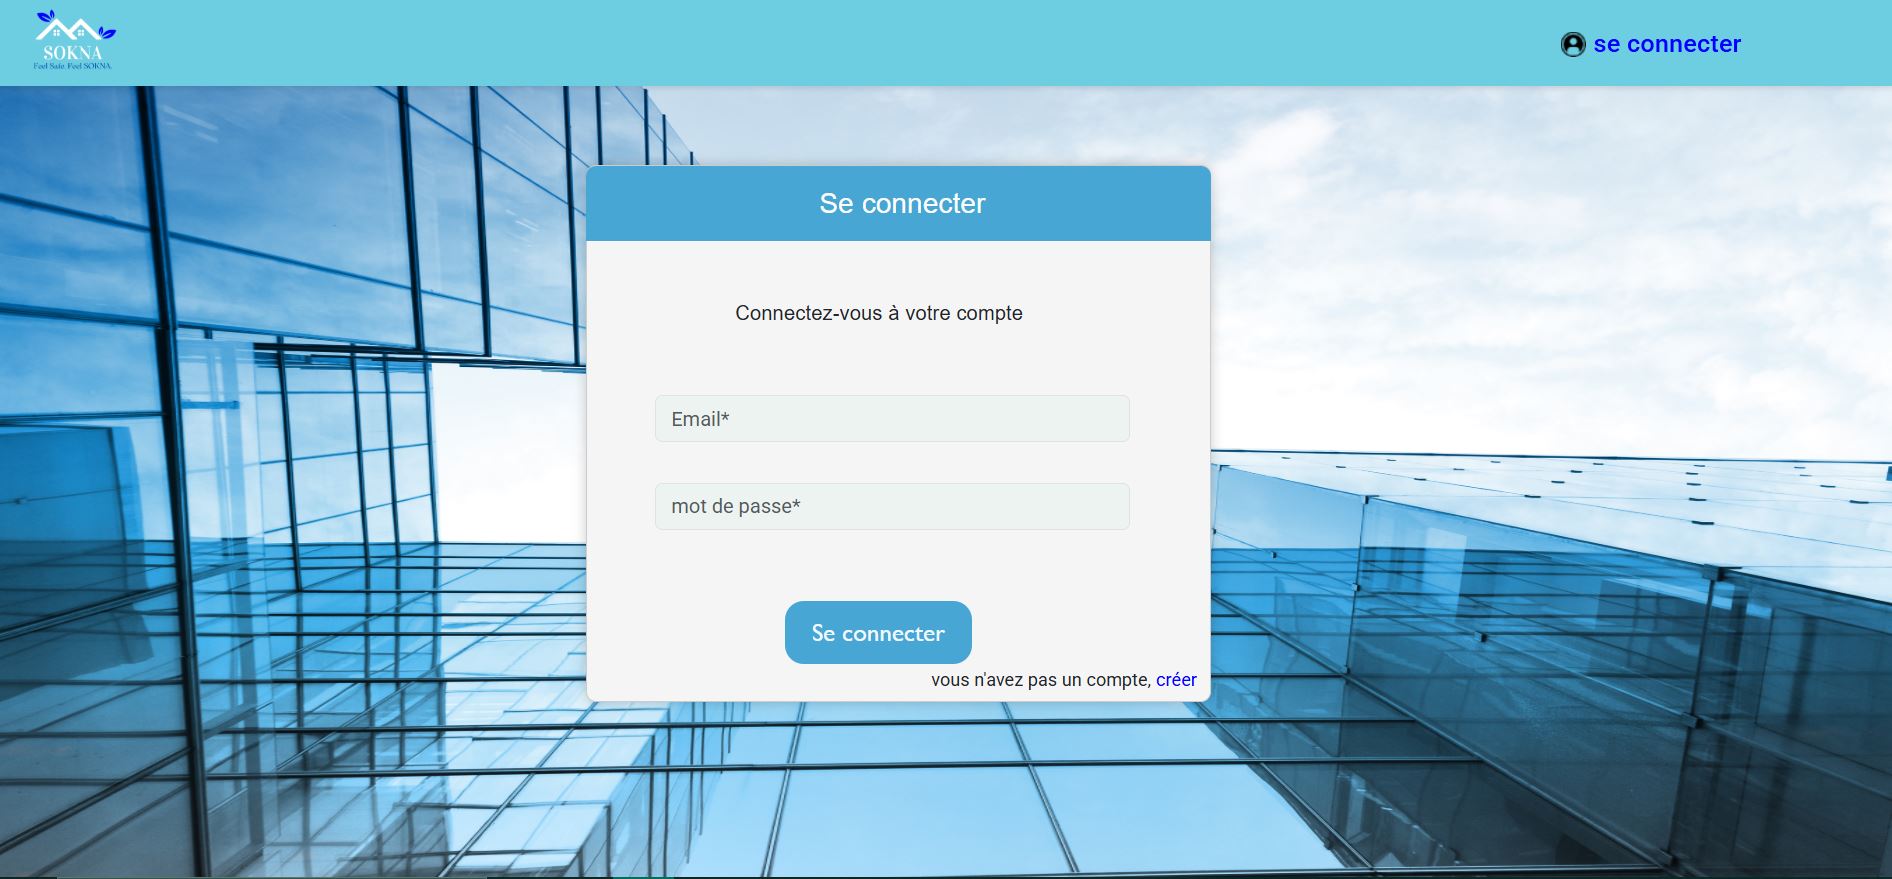 SOKNA
Feel Safe. Feel SOKNA.
se connecter
Se connecter
Connectez-vous à votre compte
Email*
mot de passe*
Se connecter
vous n'avez pas un compte, créer